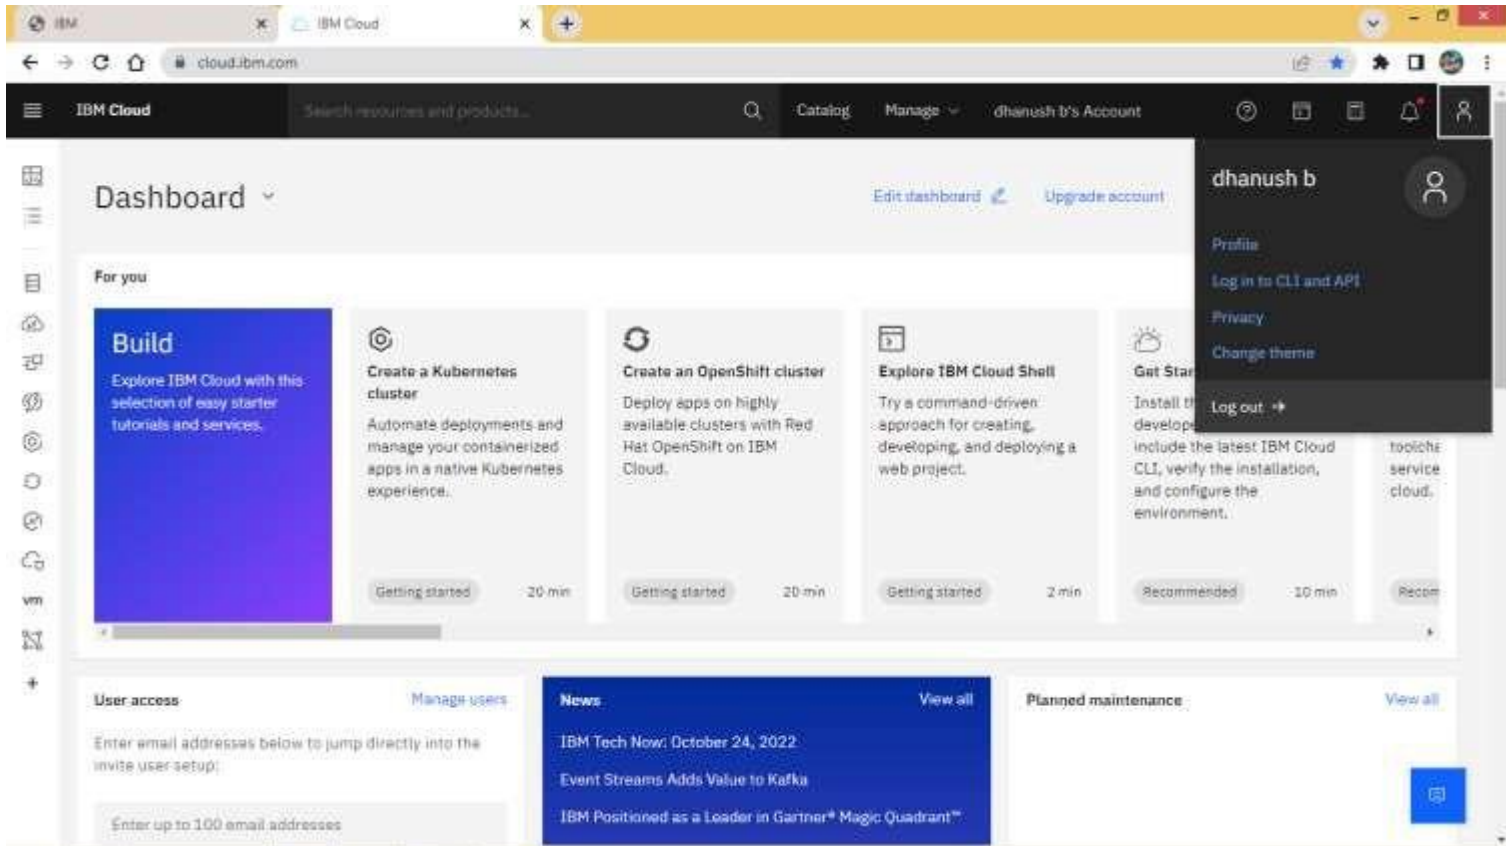 IBM
IBM Cloud
cloud.ibm.com
IBM Cloud
Search resources and products...
Catalog
Manage
dhanush b's Account
dhanush b
Profile
Log in to CLI and API
Privacy
Change theme
Log out
Dashboard
Edit dashboard
Upgrade account
For you
Build
Explore IBM Cloud with this
selection of easy starter
tutorials and services.
Create a Kubernetes
cluster
Automate deployments and
manage your containerized
apps in a native Kubernetes
experience.
Getting started
20 min
Create an OpenShift cluster
Deploy apps on highly
available clusters with Red
Hat OpenShift on IBM
Cloud.
Getting started
20 min
Explore IBM Cloud Shell
Try a command-driven
approach for creating,
developing, and deploying a
web project.
Getting started
2 min
Get Star
Install th
develope
include the latest IBM Cloud
CLI, verify the installation,
and configure the
environment.
Recommended
10 min
toolcha
service
cloud.
Recom
vm
User access
Manage users
Enter email addresses below to jump directly into the
invite user setup:
Enter up to 100 email addresses
News
View all
IBM Tech Now: October 24, 2022
Event Streams Adds Value to Kafka
IBM Positioned as a Leader in Gartner® Magic Quadrant™
Planned maintenance
View all